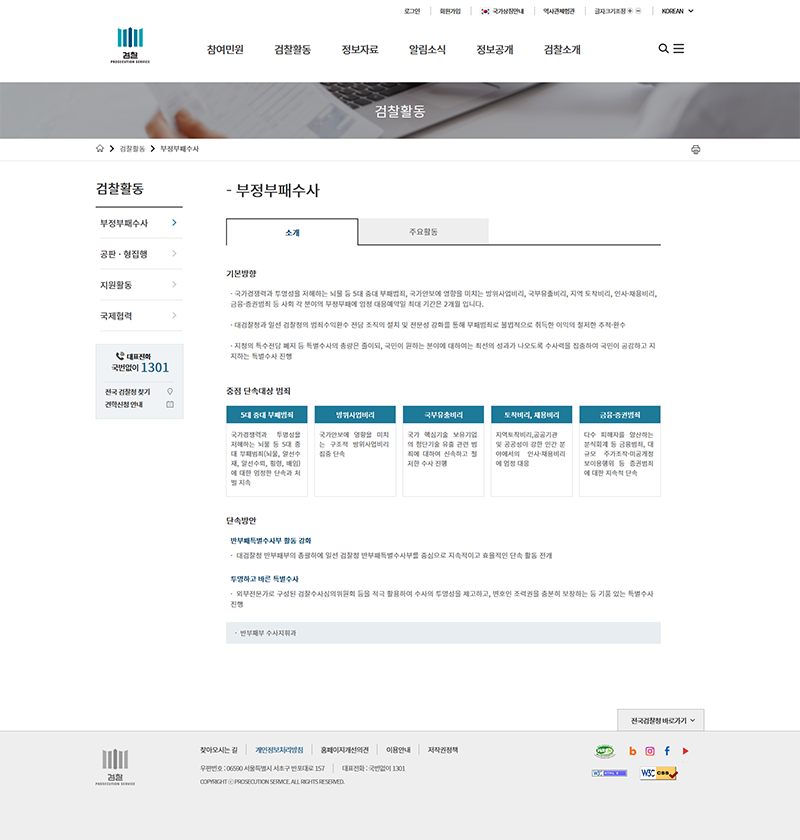 로그인 회원가입 국가상징안내 역사관체험관 글자크기조정 KOREAN
검찰
PROSECUTION SERVICE
참여민원 검찰활동 정보자료 알림소식 정보공개 검찰소개
검찰활동
검찰활동 부정부패수사
검찰활동
부정부패수사
공판 · 형집행
지원활동
국제협력
대표전화
국번없이 1301
전국 검찰청 찾기
견학신청 안내
- 부정부패수사
소개 주요활동
기본방향
· 국가경쟁력과 투명성을 저해하는 뇌물 등 5대 중대 부패범죄, 국가안보에 영향을 미치는 방위사업비리, 국부유출비리, 지역 토착비리, 인사·채용비리,
금융·증권범죄 등 사회 각 분야의 부정부패에 엄정 대응예약일 최대 기간은 2개월 입니다.
· 대검찰청과 일선 검찰청의 범죄수익환수 전담 조직의 설치 및 전문성 강화를 통해 부패범죄로 불법적으로 취득한 이익의 철저한 추적·환수
· 지청의 특수전담 폐지 등 특별수사의 총량은 줄이되, 국민이 원하는 분야에 대하여는 최선의 성과가 나오도록 수사력을 집중하여 국민이 공감하고 지
지하는 특별수사 진행
중점 단속대상 범죄
5대 중대 부패범죄
국가경쟁력과 투명성을
저해하는 뇌물 등 5대 중
대 부패범죄(뇌물, 알선수
재, 알선수뢰, 횡령, 배임)
에 대한 엄정한 단속과 처
벌 지속
방위사업비리
국가안보에 영향을 미치
는 구조적 방위사업비리
집중 단속
국부유출비리
국가 핵심기술 보유기업
의 첨단기술 유출 관련 범
죄에 대하여 신속하고 철
저한 수사 진행
토착비리, 채용비리
지역토착비리,공공기관
및 공공성이 강한 민간 분
야에서의 인사·채용비리
에 엄정 대응
금융·증권범죄
다수 피해자를 양산하는
분식회계 등 금융범죄, 대
규모 주가조작·미공개정
보이용행위 등 증권범죄
에 대한 지속적 단속
단속방안
반부패특별수사부 활동 강화
· 대검찰청 반부패부의 총괄하에 일선 검찰청 반부패특별수사부를 중심으로 지속적이고 효율적인 단속 활동 전개
투명하고 바른 특별수사
· 외부전문가로 구성된 검찰수사심의위원회 등을 적극 활용하여 수사의 투명성을 제고하고, 변호인 조력권을 충분히 보장하는 등 기품 있는 특별수사
진행
· 반부패부 수사지휘과
전국검찰청 바로가기
검찰
PROSECUTION SERVICE
찾아오시는 길 개인정보처리방침 홈페이지개선의견 이용안내 저작권정책
우편번호 : 06590 서울특별시 서초구 반포대로 157 대표전화 : 국번없이 1301
COPYRIGHT ⓒ PROSECUTION SERVICE. ALL RIGHTS RESERVED.
W3C CSS